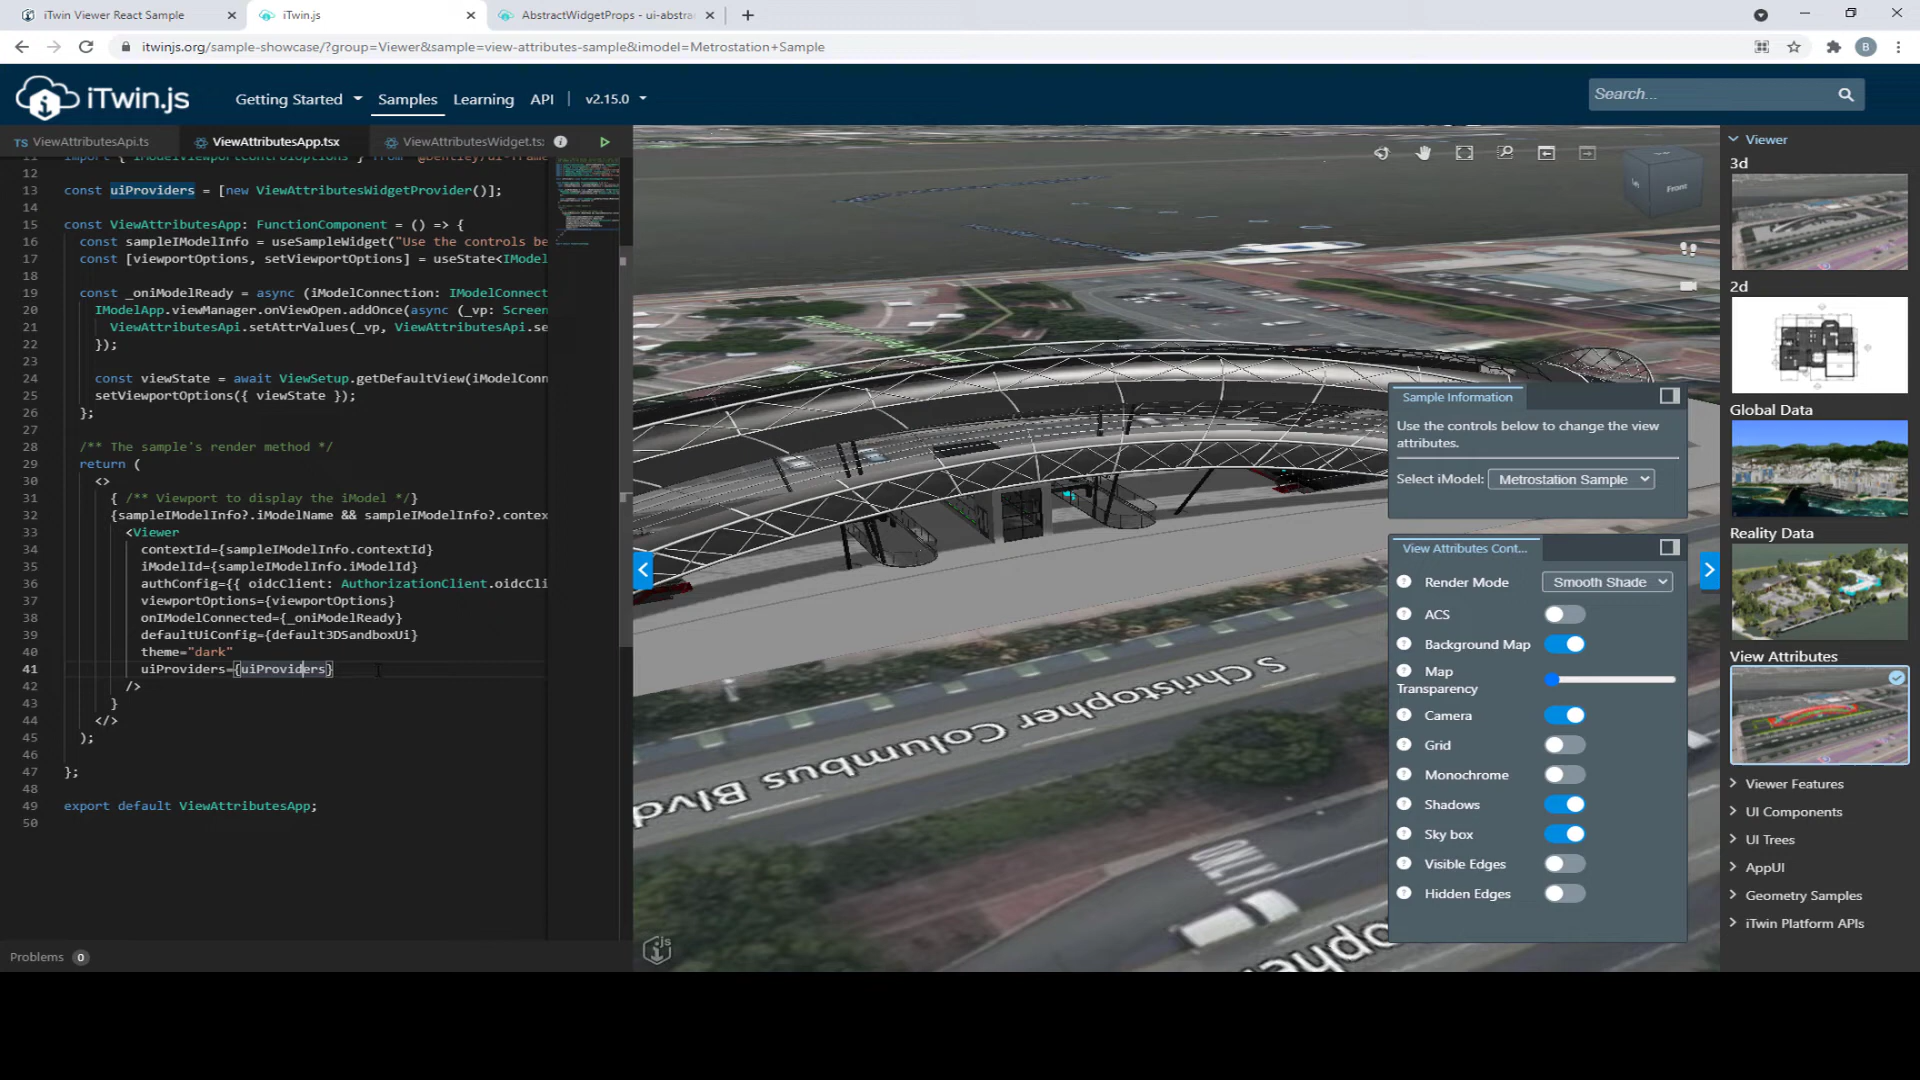 iTwin Viewer React Sample
iTwin.js
AbstractWidgetProps - ui-abstra
itwinjs.org/sample-showcase/?group=Viewer&sample=view-attributes-sample&imodel=Metrostation+Sample
B
iTwin.js
Getting Started
Samples
Learning
API
v2.15.0
Search...
TS ViewAttributesApi.ts
ViewAttributesApp.tsx
ViewAttributesWidget.ts
11 import { IModelViewportControlOptions } from "@bentley/ui-frame
12
13 const uiProviders = [new ViewAttributesWidgetProvider()];
14
15 const ViewAttributesApp: FunctionComponent = () => {
16 const sampleIModelInfo = useSampleWidget("Use the controls be
17 const [viewportOptions, setViewportOptions] = useState<IModel
18
19 const _oniModelReady = async (iModelConnection: IModelConnect
20 IModelApp.viewManager.onViewOpen.addOnce(async (_vp: Screen
21 ViewAttributesApi.setAttrValues(_vp, ViewAttributesApi.se
22 });
23
24 const viewState = await ViewSetup.getDefaultView(iModelConn
25 setViewportOptions({ viewState });
26 };
27
28 /** The sample's render method */
29 return (
30 <>
31 { /** Viewport to display the iModel */}
32 {sampleIModelInfo?.iModelName && sampleIModelInfo?.contex
33 <Viewer
34 contextId={sampleIModelInfo.contextId}
35 iModelId={sampleIModelInfo.iModelId}
36 authConfig={{ oidcClient: AuthorizationClient.oidcCli
37 viewportOptions={viewportOptions}
38 onIModelConnected={_oniModelReady}
39 defaultUiConfig={default3DSandboxUi}
40 theme="dark"
41 uiProviders={uiProviders}
42 />
43 }
44 </>
45 );
46
47 };
48
49 export default ViewAttributesApp;
50
Problems 0
Front
S Christopher Columbus Blvd
ONLY
Sample Information
Use the controls below to change the view
attributes.
Select iModel: Metrostation Sample
View Attributes Cont...
Render Mode Smooth Shade
ACS
Background Map
Map
Transparency
Camera
Grid
Monochrome
Shadows
Sky box
Visible Edges
Hidden Edges
Viewer
3d
2d
Global Data
Reality Data
View Attributes
Viewer Features
UI Components
UI Trees
AppUI
Geometry Samples
iTwin Platform APIs